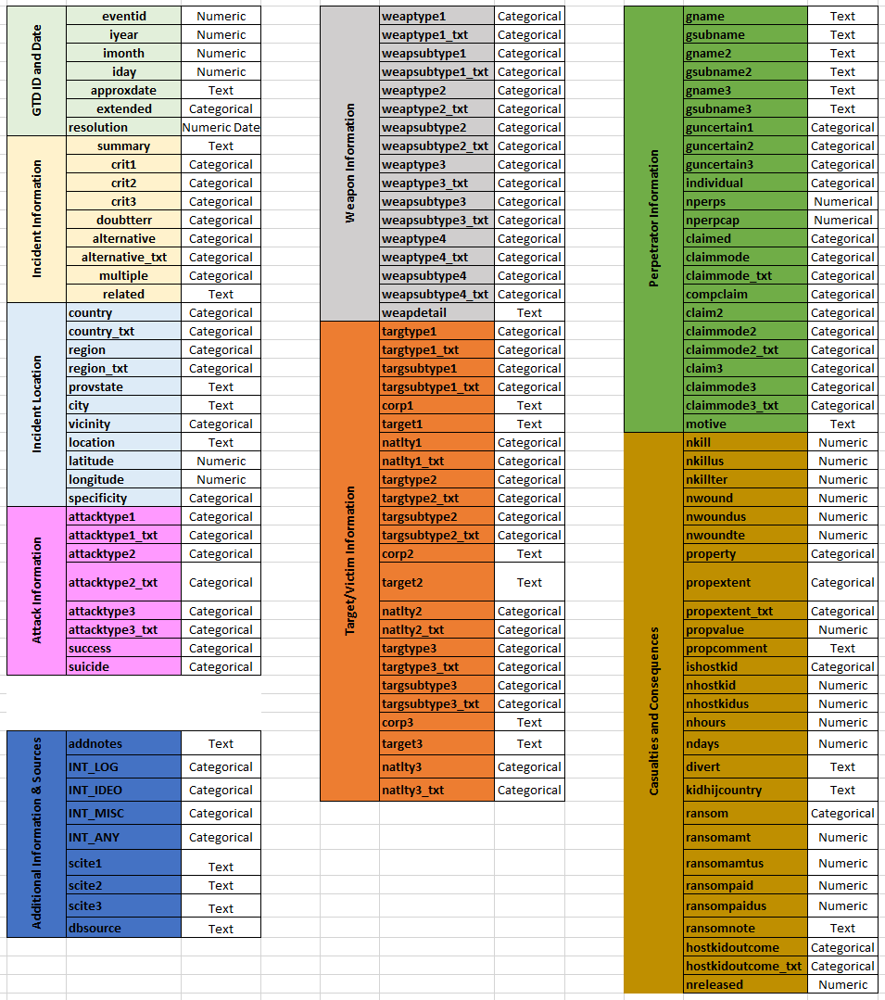 GTD ID and Date
eventid Numeric
iyear Numeric
imonth Numeric
iday Numeric
approxdate Text
extended Categorical
resolution Numeric Date
Incident Information
summary Text
crit1 Categorical
crit2 Categorical
crit3 Categorical
doubtterr Categorical
alternative Categorical
alternative_txt Categorical
multiple Categorical
related Text
Incident Location
country Categorical
country_txt Categorical
region Categorical
region_txt Categorical
provstate Text
city Text
vicinity Categorical
location Text
latitude Numeric
longitude Numeric
specificity Categorical
Attack Information
attacktype1 Categorical
attacktype1_txt Categorical
attacktype2 Categorical
attacktype2_txt Categorical
attacktype3 Categorical
attacktype3_txt Categorical
success Categorical
suicide Categorical
Additional Information & Sources
addnotes Text
INT_LOG Categorical
INT_IDEO Categorical
INT_MISC Categorical
INT_ANY Categorical
scite1 Text
scite2 Text
scite3 Text
dbsource Text
Weapon Information
weaptype1 Categorical
weaptype1_txt Categorical
weapsubtype1 Categorical
weapsubtype1_txt Categorical
weaptype2 Categorical
weaptype2_txt Categorical
weapsubtype2 Categorical
weapsubtype2_txt Categorical
weaptype3 Categorical
weaptype3_txt Categorical
weapsubtype3 Categorical
weapsubtype3_txt Categorical
weaptype4 Categorical
weaptype4_txt Categorical
weapsubtype4 Categorical
weapsubtype4_txt Categorical
weapdetail Text
Target/Victim Information
targtype1 Categorical
targtype1_txt Categorical
targsubtype1 Categorical
targsubtype1_txt Categorical
corp1 Text
target1 Text
natlty1 Categorical
natlty1_txt Categorical
targtype2 Categorical
targtype2_txt Categorical
targsubtype2 Categorical
targsubtype2_txt Categorical
corp2 Text
target2 Text
natlty2 Categorical
natlty2_txt Categorical
targtype3 Categorical
targtype3_txt Categorical
targsubtype3 Categorical
targsubtype3_txt Categorical
corp3 Text
target3 Text
natlty3 Categorical
natlty3_txt Categorical
Perpetrator Information
gname Text
gsubname Text
gname2 Text
gsubname2 Text
gname3 Text
gsubname3 Text
guncertain1 Categorical
guncertain2 Categorical
guncertain3 Categorical
individual Categorical
nperps Numerical
nperpcap Numerical
claimed Categorical
claimmode Categorical
claimmode_txt Categorical
compclaim Categorical
claim2 Categorical
claimmode2 Categorical
claimmode2_txt Categorical
claim3 Categorical
claimmode3 Categorical
claimmode3_txt Categorical
motive Text
Casualties and Consequences
nkill Numeric
nkillus Numeric
nkillter Numeric
nwound Numeric
nwoundus Numeric
nwoundte Numeric
property Categorical
propextent Categorical
propextent_txt Categorical
propvalue Numeric
propcomment Text
ishostkid Categorical
nhostkid Numeric
nhostkidus Numeric
nhours Numeric
ndays Numeric
divert Text
kidhijcountry Text
ransom Categorical
ransomamt Numeric
ransomamtus Numeric
ransompaid Numeric
ransompaidus Numeric
ransomnote Text
hostkidoutcome Categorical
hostkidoutcome_txt Categorical
nreleased Numeric